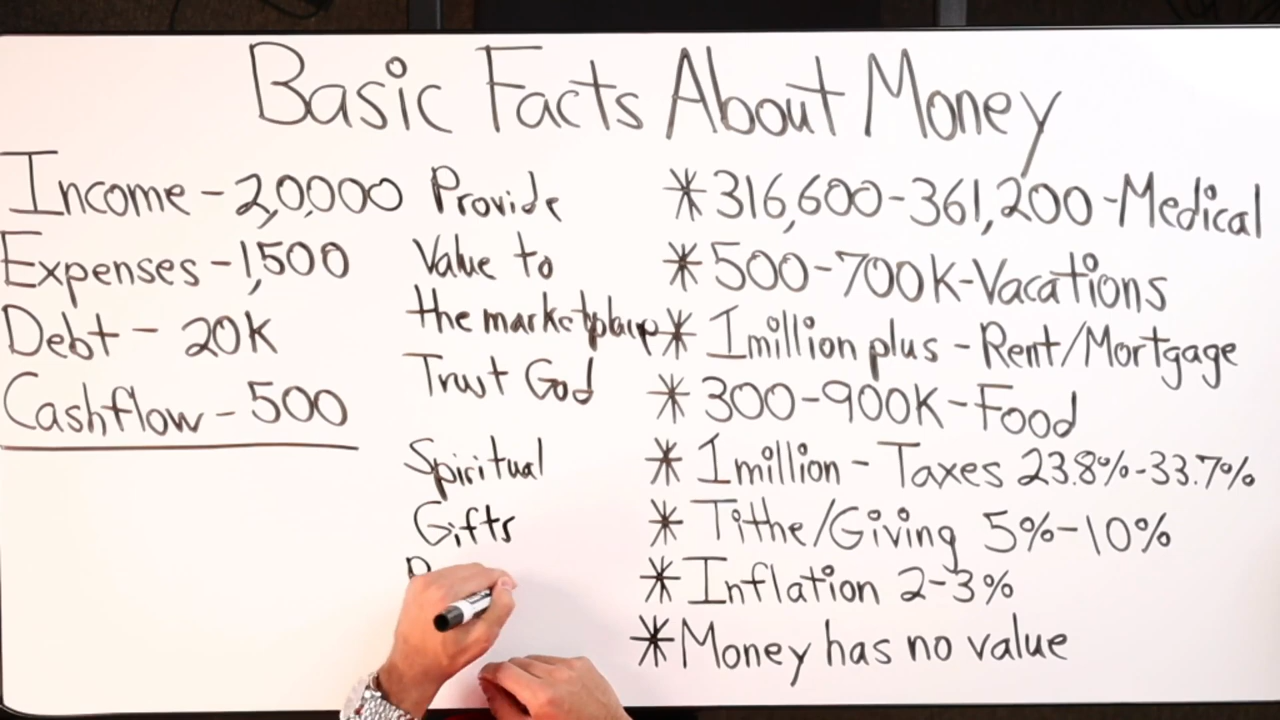 Basic Facts About Money
Income - 2,0,000
Expenses - 1,500
Debt - 20K
Cashflow - 500
Provide
Value to
the marketplace
Trust God
Spiritual
Gifts
*316,600-361,200-Medical
*500-700K-Vacations
*1million plus - Rent/Mortgage
*300-900K-Food
*1million - Taxes 23.8%-33.7%
*Tithe/Giving 5%-10%
*Inflation 2-3%
*Money has no value